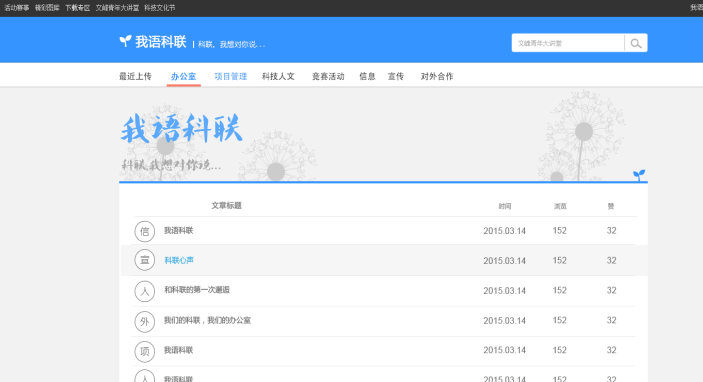 活动赛事 精彩图库 下载专区 文峰青年大讲堂 科技文化节 我语
我语科联 | 科联，我想对你说...
文峰青年大讲堂
最近上传 办公室 项目管理 科技人文 竞赛活动 信息 宣传 对外合作
我语科联
科联,我想对你说...
文章标题 时间 浏览 赞
信 我语科联 2015.03.14 152 32
宣 科联心声 2015.03.14 152 32
人 和科联的第一次邂逅 2015.03.14 152 32
外 我们的科联，我们的办公室 2015.03.14 152 32
项 我语科联 2015.03.14 152 32
人 我语科联 2015.03.14 152 32